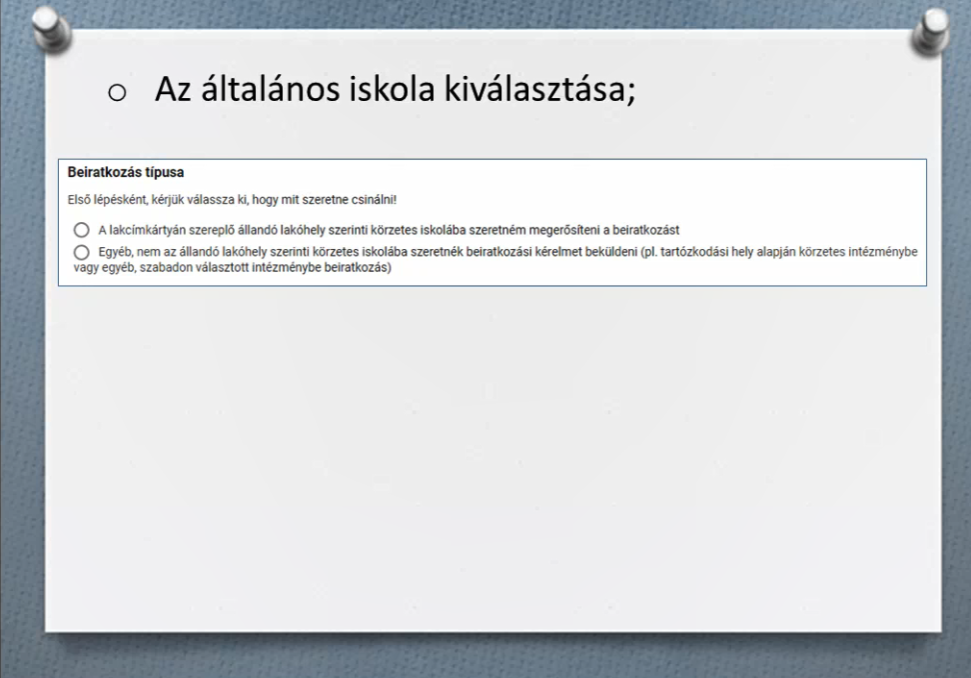 Az általános iskola kiválasztása;
Beiratkozás típusa
Első lépésként, kérjük válassza ki, hogy mit szeretne csinálni!
A lakcímkártyán szereplő állandó lakóhely szerinti körzetes iskolába szeretném megerősíteni a beiratkozást
Egyéb, nem az állandó lakóhely szerinti körzetes iskolába szeretnék beiratkozási kérelmet beküldeni (pl. tartózkodási hely alapján körzetes intézménybe
vagy egyéb, szabadon választott intézménybe beiratkozás)